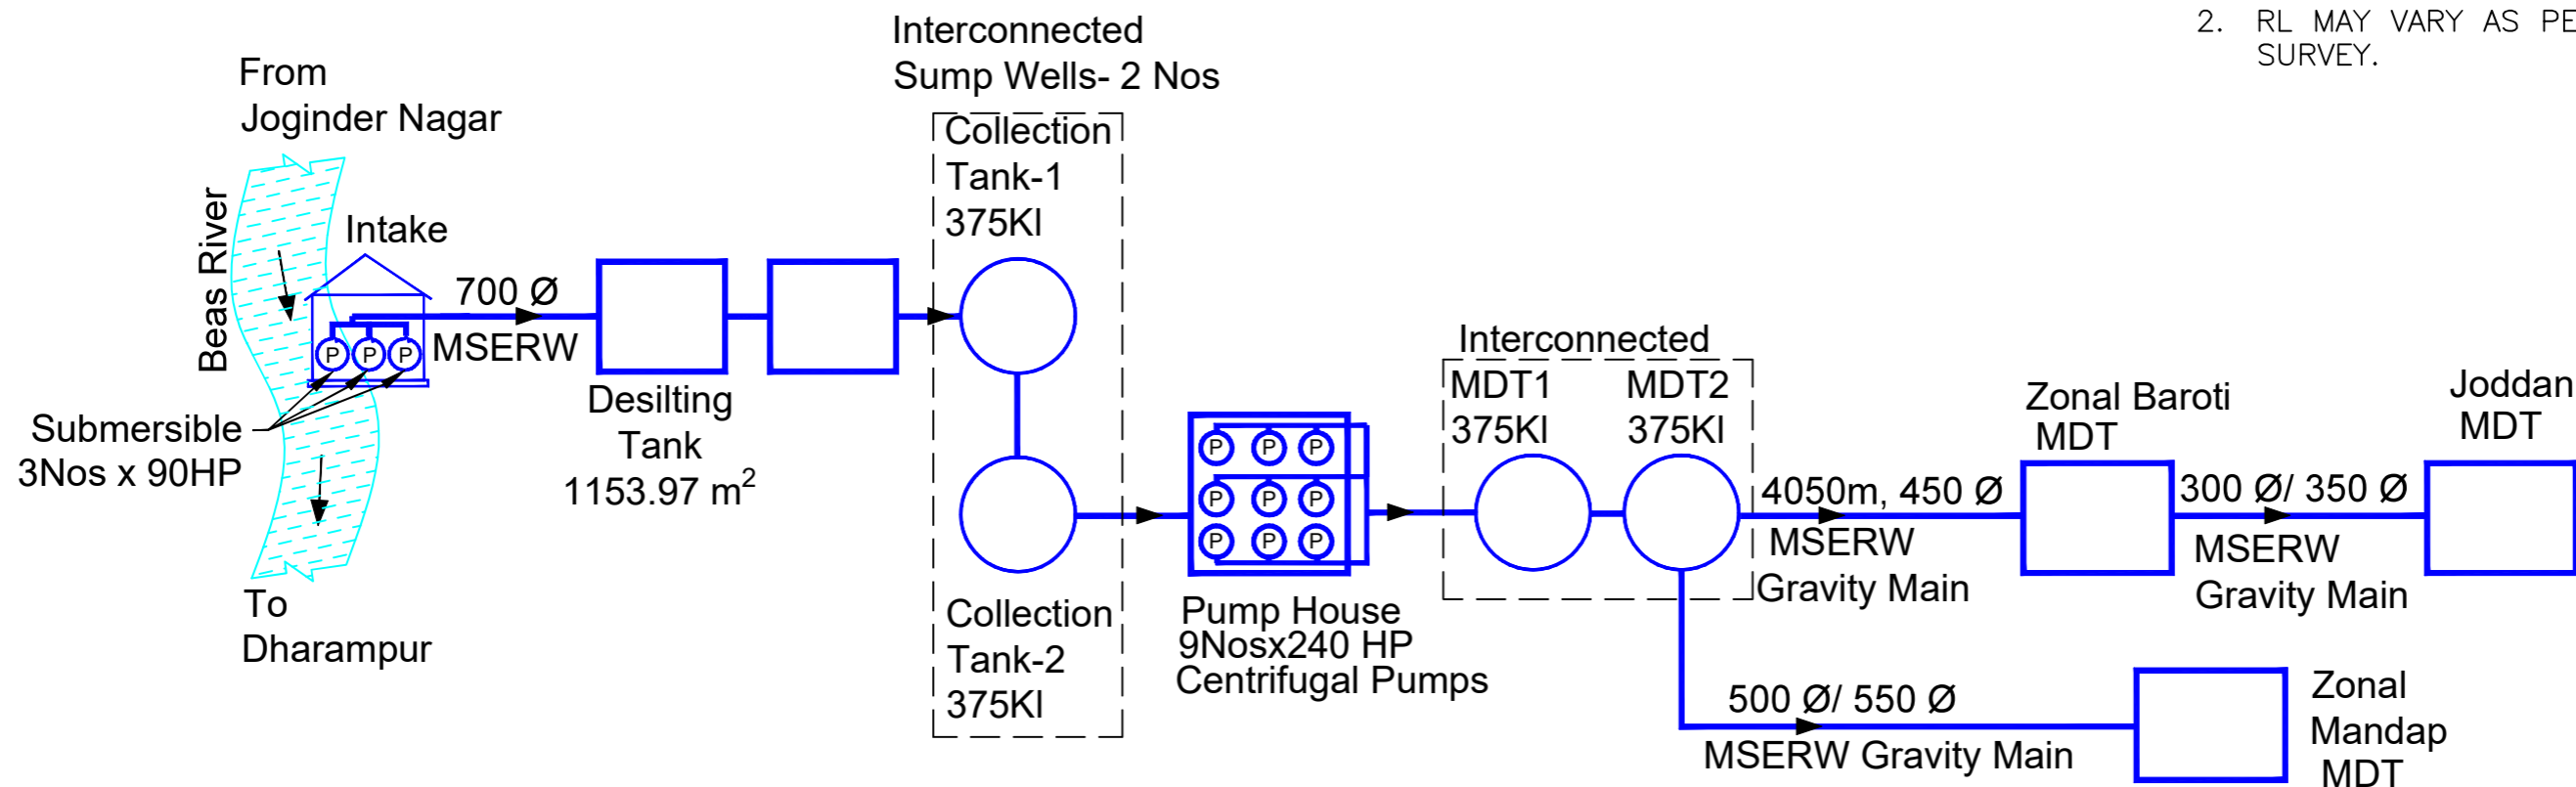 2. RL MAY VARY AS PE
SURVEY.
Interconnected
Sump Wells- 2 Nos
From
Joginder Nagar
Beas River
Intake
700 Ø
MSERW
P P P
Submersible
3Nos x 90HP
To
Dharampur
Desilting
Tank
1153.97 m²
Collection
Tank-1
375Kl
Collection
Tank-2
375Kl
P P P
P P P
P P P
Pump House
9Nosx240 HP
Centrifugal Pumps
Interconnected
MDT1
375Kl
MDT2
375Kl
4050m, 450 Ø
MSERW
Gravity Main
Zonal Baroti
MDT
300 Ø/ 350 Ø
MSERW
Gravity Main
Joddan
MDT
500 Ø/ 550 Ø
MSERW Gravity Main
Zonal
Mandap
MDT